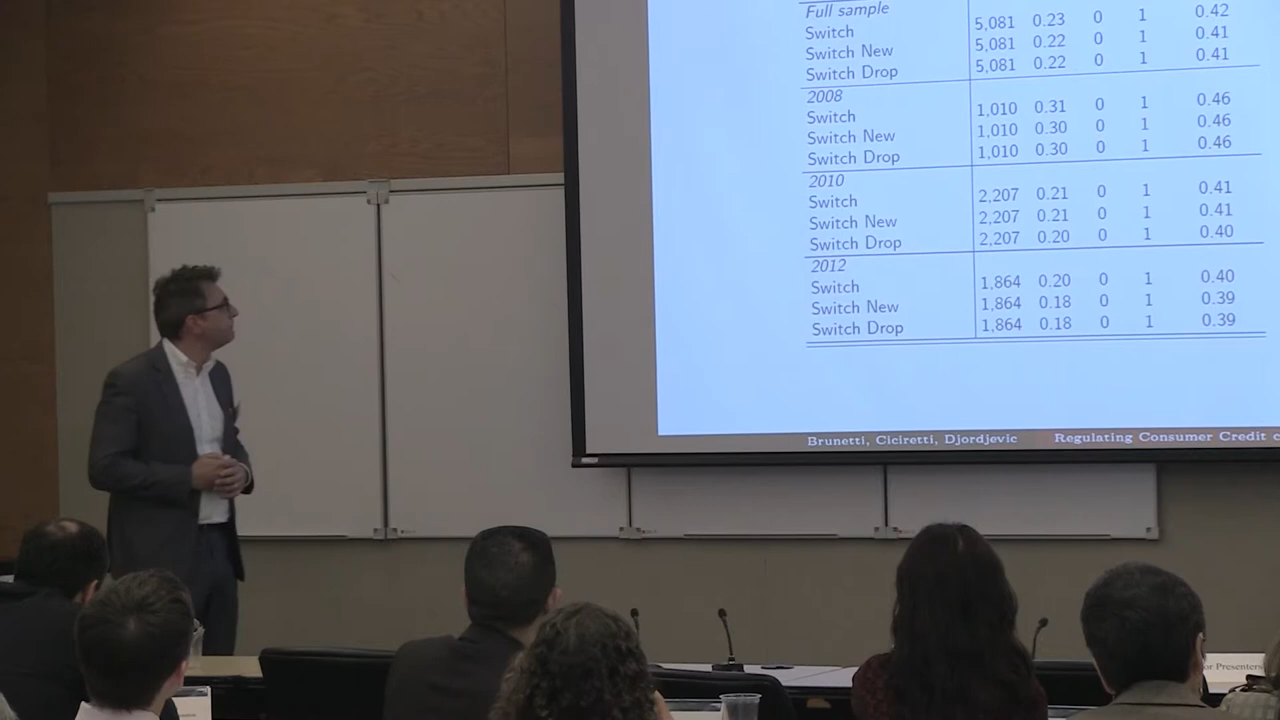 Full sample
Switch 5,081 0.23 0 1 0.42
Switch New 5,081 0.22 0 1 0.41
Switch Drop 5,081 0.22 0 1 0.41
2008
Switch 1,010 0.31 0 1 0.46
Switch New 1,010 0.30 0 1 0.46
Switch Drop 1,010 0.30 0 1 0.46
2010
Switch 2,207 0.21 0 1 0.41
Switch New 2,207 0.21 0 1 0.41
Switch Drop 2,207 0.20 0 1 0.40
2012
Switch 1,864 0.20 0 1 0.40
Switch New 1,864 0.18 0 1 0.39
Switch Drop 1,864 0.18 0 1 0.39
Brunetti, Ciciretti, Djordjevic Regulating Consumer Credit
or Presenters